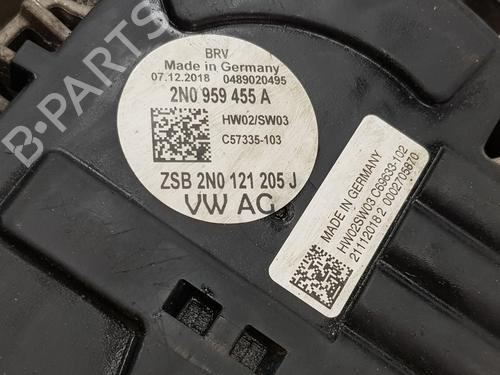 BRV
Made in Germany
07.12.2018 0489020495
2N0 959 455 A
HW02/SW03
C57335-103
ZSB 2N0 121 205 J
VW AG
MADE IN GERMANY
HW02SW03 C69633-102
21112018 2 0002705870
B-PARTS